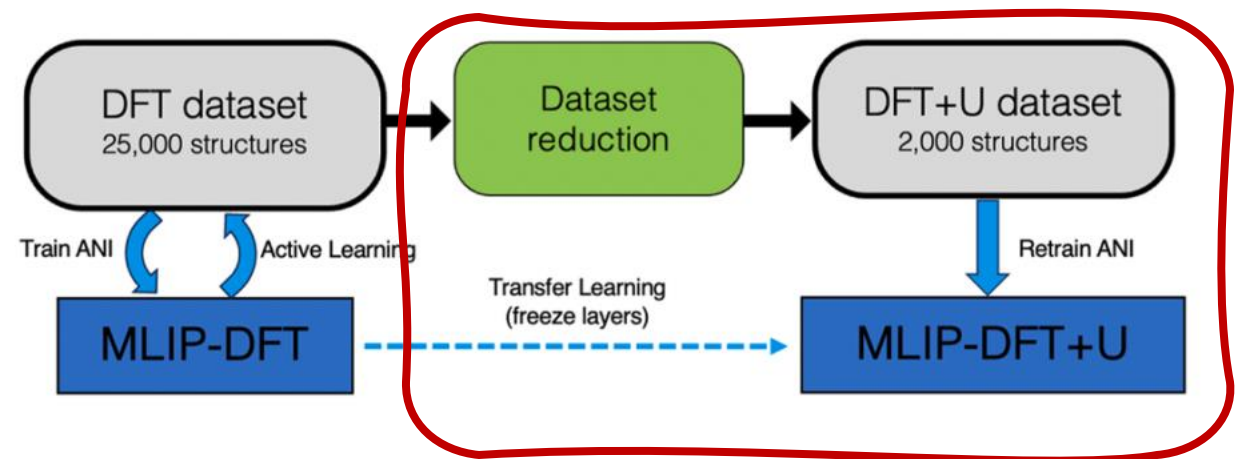 DFT dataset
25,000 structures
Dataset
reduction
DFT+U dataset
2,000 structures
Train ANI
Active Learning
Retrain ANI
Transfer Learning
(freeze layers)
MLIP-DFT
MLIP-DFT+U